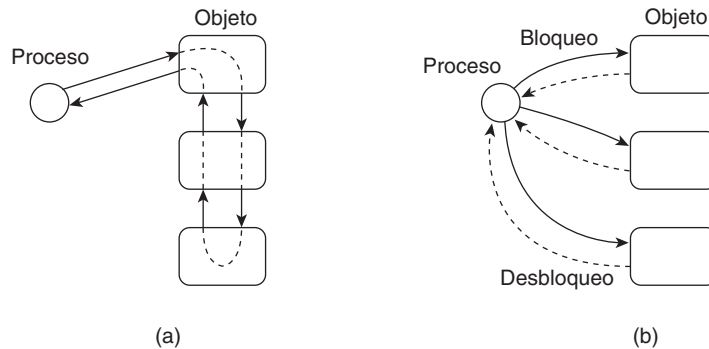 Objeto
Proceso
(a)
Bloqueo
Objeto
Proceso
Desbloqueo
(b)